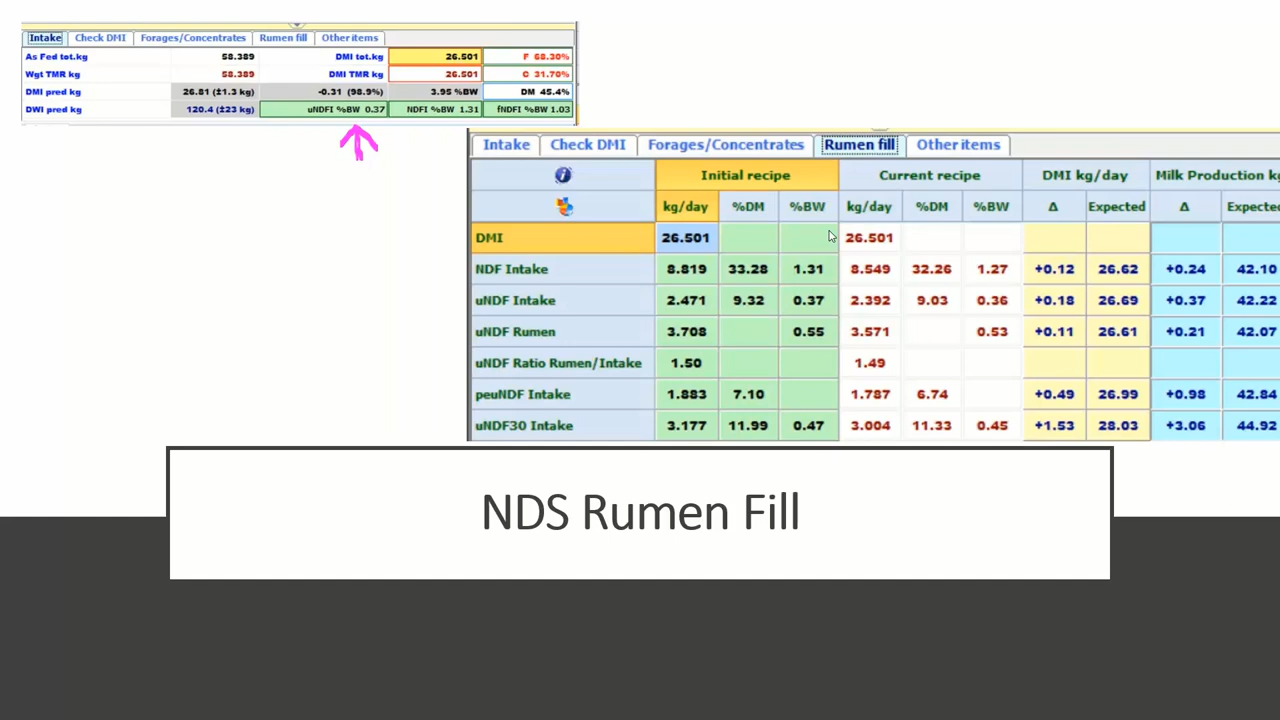 Intake Check DMI Forages/Concentrates Rumen fill Other items
As Fed tot.kg 58.389 DMI tot.kg 26.501 F 68.30%
Wgt TMR kg 58.389 DMI TMR kg 26.501 C 31.70%
DMI pred kg 26.81 (±1.3 kg) -0.31 (98.9%) 3.95 %BW DM 45.4%
DWI pred kg 120.4 (±23 kg) uNDFI %BW 0.37 NDFI %BW 1.31 fNDFI %BW 1.03
Intake Check DMI Forages/Concentrates Rumen fill Other items
Initial recipe Current recipe DMI kg/day Milk Production kg
kg/day %DM %BW kg/day %DM %BW Δ Expected Δ Expected
DMI 26.501 26.501
NDF Intake 8.819 33.28 1.31 8.549 32.26 1.27 +0.12 26.62 +0.24 42.10
uNDF Intake 2.471 9.32 0.37 2.392 9.03 0.36 +0.18 26.69 +0.37 42.22
uNDF Rumen 3.708 0.55 3.571 0.53 +0.11 26.61 +0.21 42.07
uNDF Ratio Rumen/Intake 1.50 1.49
peuNDF Intake 1.883 7.10 1.787 6.74 +0.49 26.99 +0.98 42.84
uNDF30 Intake 3.177 11.99 0.47 3.004 11.33 0.45 +1.53 28.03 +3.06 44.92
NDS Rumen Fill